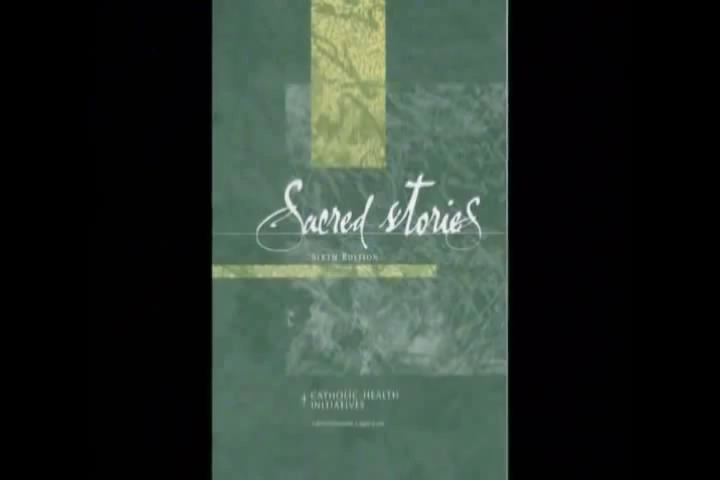 Sacred Stories
SIXTH EDITION
CATHOLIC HEALTH
INITIATIVES